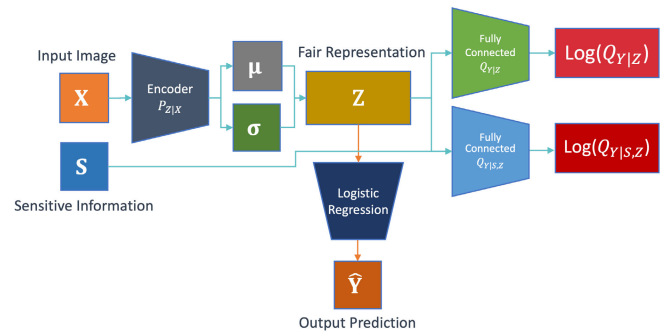 Input Image
X
Encoder
P_{Z|X}
μ
σ
Fair Representation
Z
Fully
Connected
Q_{Y|Z}
Log(Q_{Y|Z})
S
Sensitive Information
Fully
Connected
Q_{Y|S,Z}
Log(Q_{Y|S,Z})
Logistic
Regression
Ŷ
Output Prediction